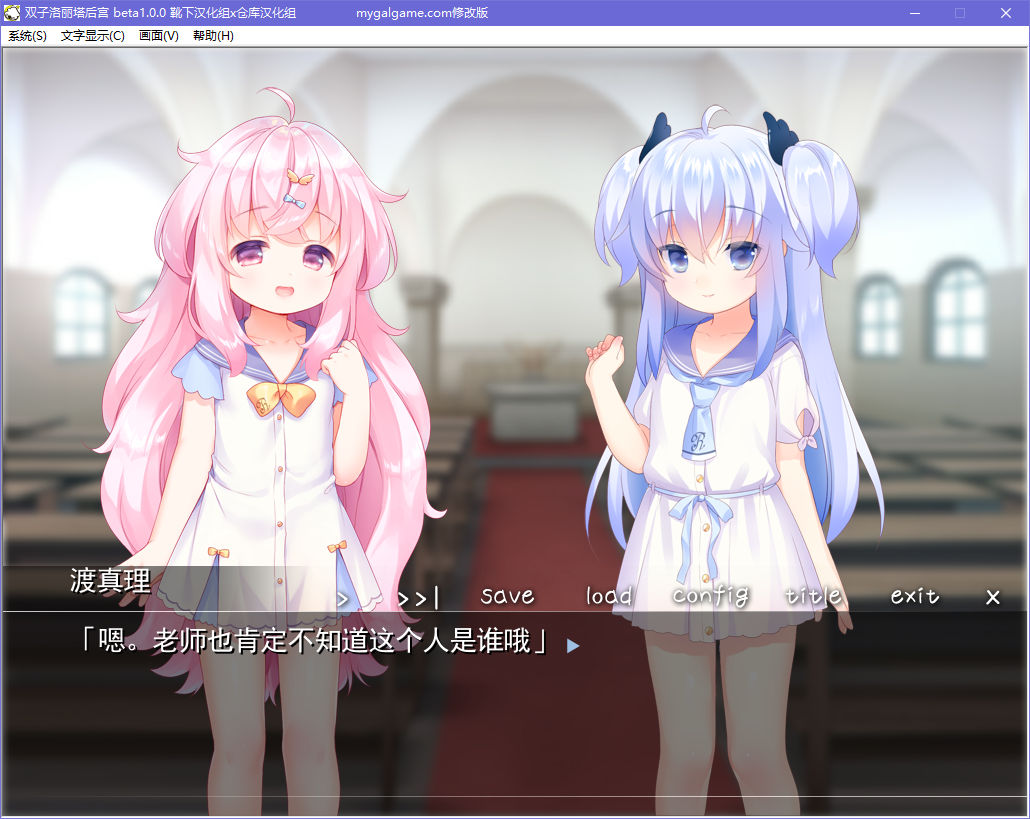 双子洛丽塔后宫 beta1.0.0 靴下汉化组x仓库汉化组 mygalgame.com修改版
系统(S) 文字显示(C) 画面(V) 帮助(H)
渡真理
> >>| save load config title exit ×
「嗯。老师也肯定不知道这个人是谁哦」